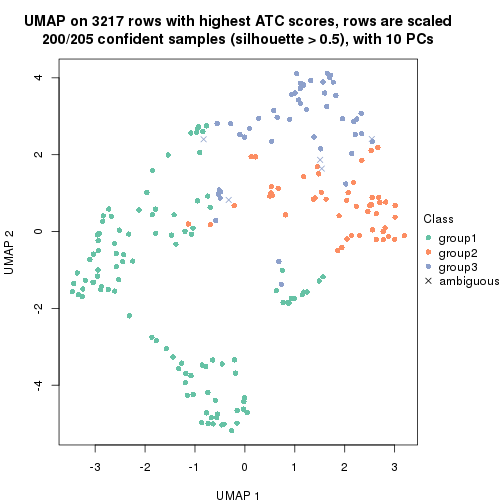 UMAP on 3217 rows with highest ATC scores, rows are scaled
200/205 confident samples (silhouette > 0.5), with 10 PCs
4
2
0
-2
-4
UMAP 2
-3
-2
-1
0
1
2
3
UMAP 1
Class
group1
group2
group3
ambiguous